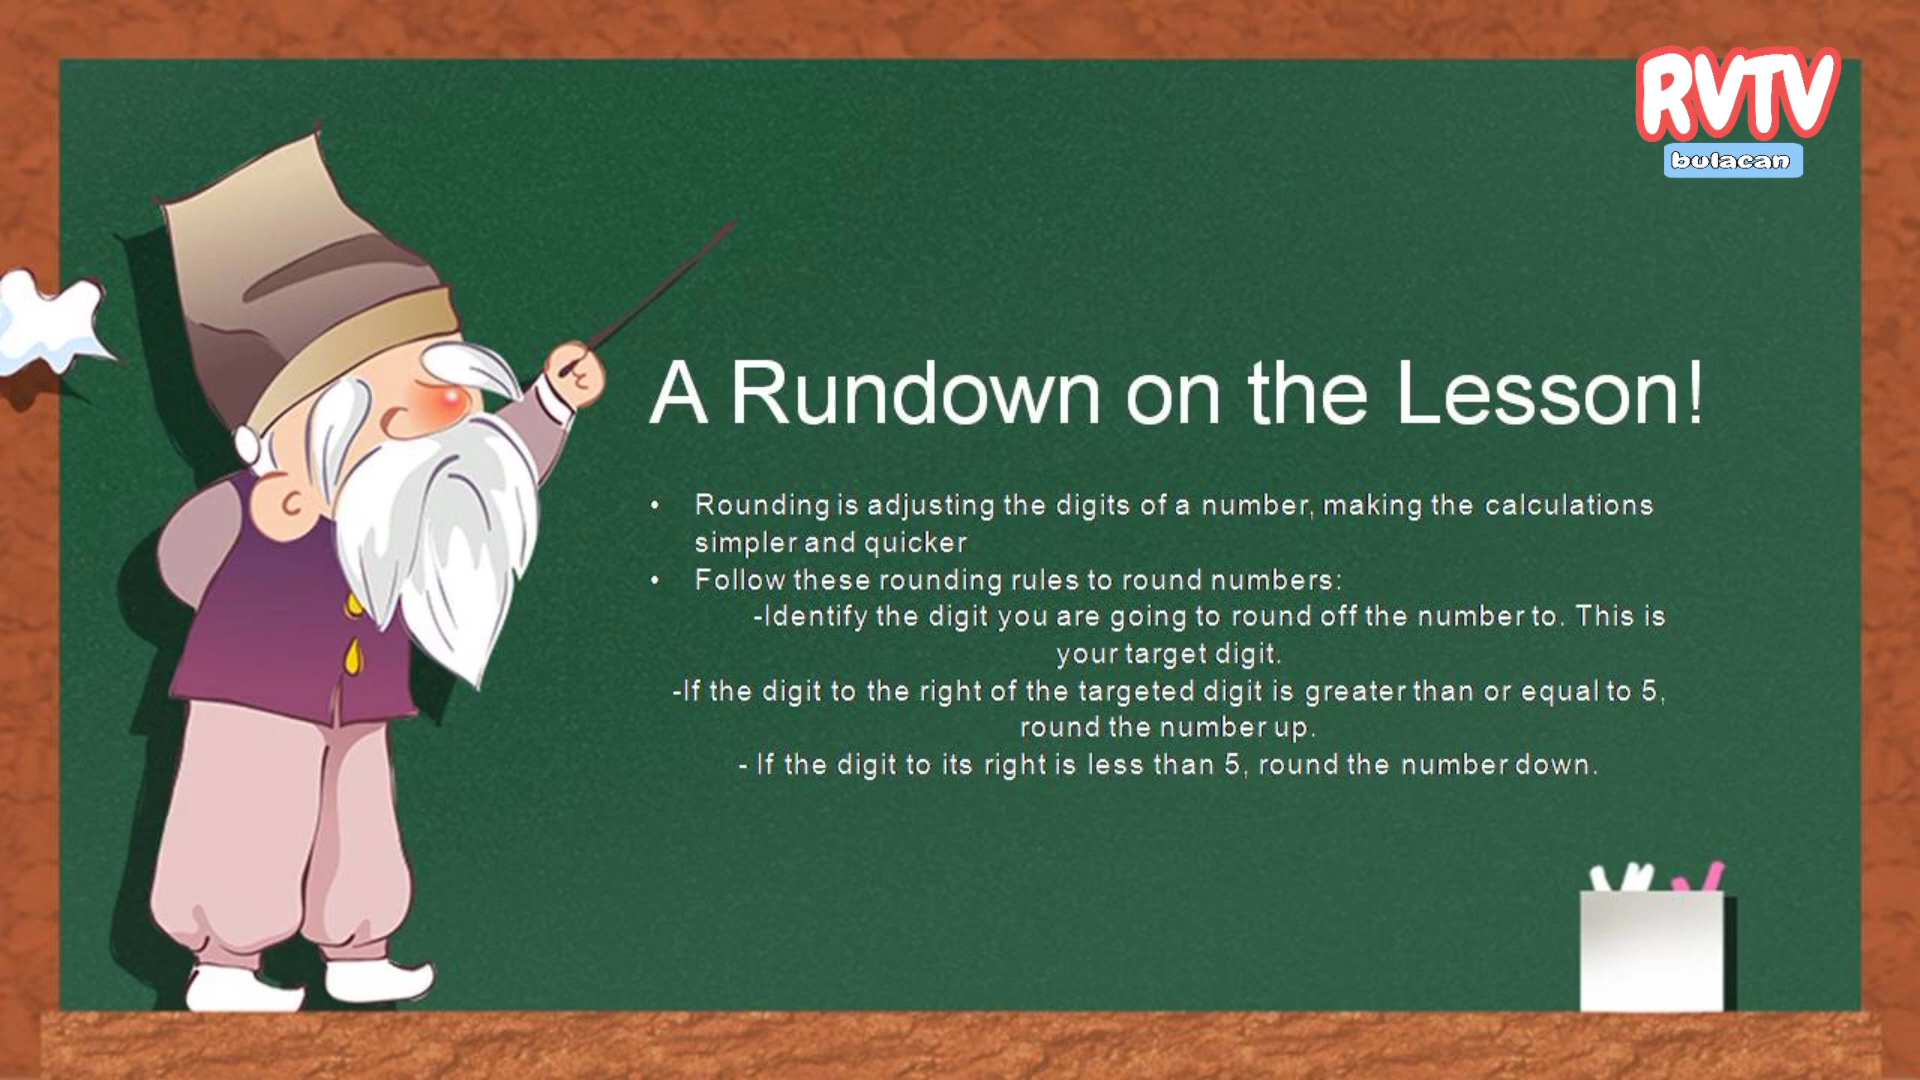 RVTV
bulacan
A Rundown on the Lesson!
• Rounding is adjusting the digits of a number, making the calculations
simpler and quicker
• Follow these rounding rules to round numbers:
-Identify the digit you are going to round off the number to. This is
your target digit.
-If the digit to the right of the targeted digit is greater than or equal to 5,
round the number up.
- If the digit to its right is less than 5, round the number down.